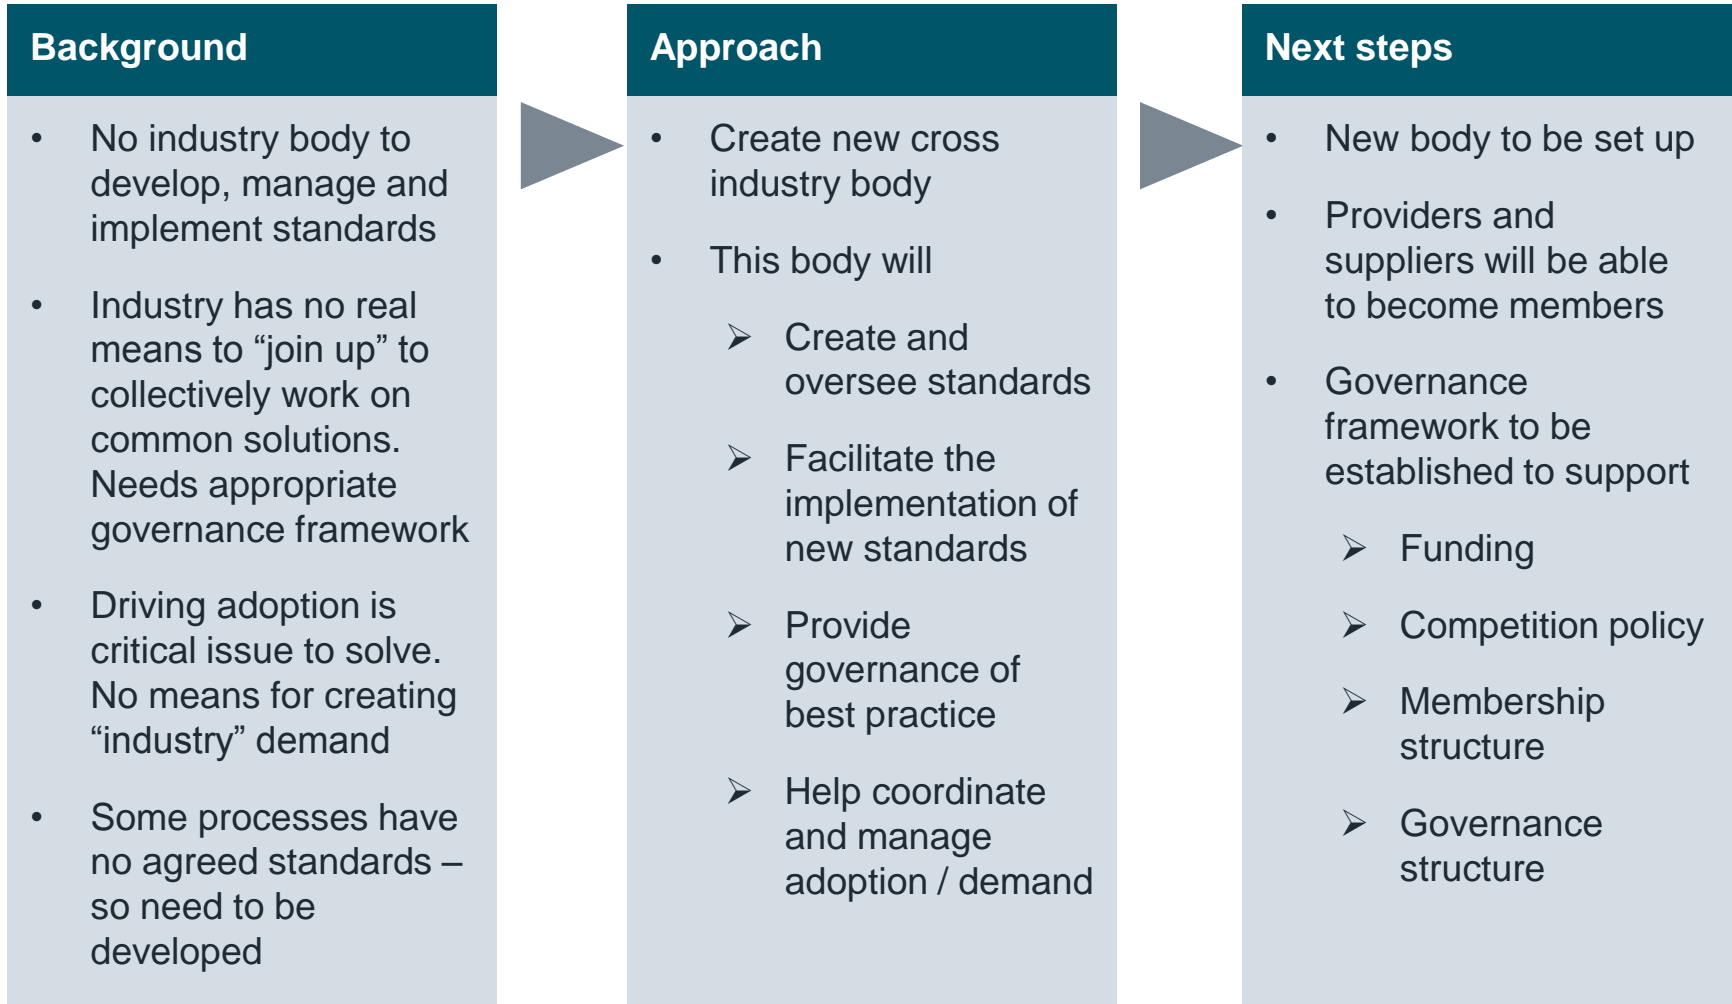 Background
• No industry body to
develop, manage and
implement standards
• Industry has no real
means to “join up” to
collectively work on
common solutions.
Needs appropriate
governance framework
• Driving adoption is
critical issue to solve.
No means for creating
“industry” demand
• Some processes have
no agreed standards –
so need to be
developed
Approach
• Create new cross
industry body
• This body will
➢ Create and
oversee standards
➢ Facilitate the
implementation of
new standards
➢ Provide
governance of
best practice
➢ Help coordinate
and manage
adoption / demand
Next steps
• New body to be set up
• Providers and
suppliers will be able
to become members
• Governance
framework to be
established to support
➢ Funding
➢ Competition policy
➢ Membership
structure
➢ Governance
structure